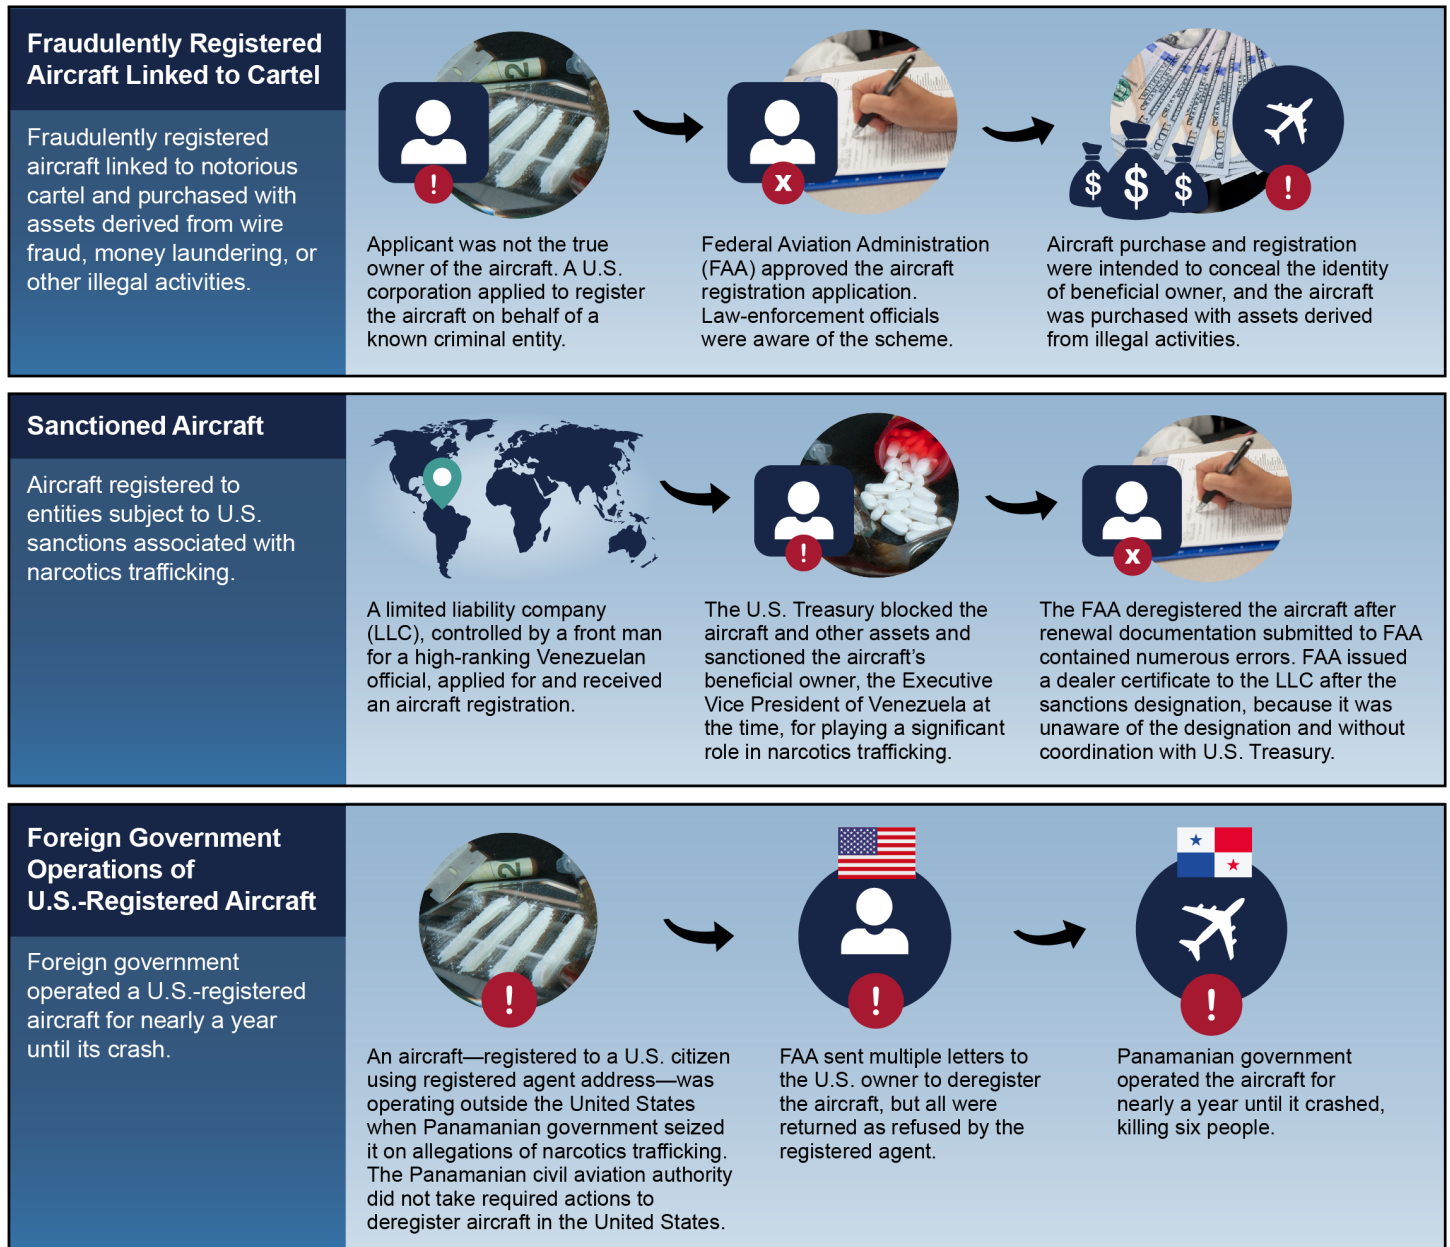 Fraudulently Registered
Aircraft Linked to Cartel
Fraudulently registered
aircraft linked to notorious
cartel and purchased with
assets derived from wire
fraud, money laundering, or
other illegal activities.
Applicant was not the true
owner of the aircraft. A U.S.
corporation applied to register
the aircraft on behalf of a
known criminal entity.
Federal Aviation Administration
(FAA) approved the aircraft
registration application.
Law-enforcement officials
were aware of the scheme.
Aircraft purchase and registration
were intended to conceal the identity
of beneficial owner, and the aircraft
was purchased with assets derived
from illegal activities.
Sanctioned Aircraft
Aircraft registered to
entities subject to U.S.
sanctions associated with
narcotics trafficking.
A limited liability company
(LLC), controlled by a front man
for a high-ranking Venezuelan
official, applied for and received
an aircraft registration.
The U.S. Treasury blocked the
aircraft and other assets and
sanctioned the aircraft’s
beneficial owner, the Executive
Vice President of Venezuela at
the time, for playing a significant
role in narcotics trafficking.
The FAA deregistered the aircraft after
renewal documentation submitted to FAA
contained numerous errors. FAA issued
a dealer certificate to the LLC after the
sanctions designation, because it was
unaware of the designation and without
coordination with U.S. Treasury.
Foreign Government
Operations of
U.S.-Registered Aircraft
Foreign government
operated a U.S.-registered
aircraft for nearly a year
until its crash.
An aircraft—registered to a U.S. citizen
using registered agent address—was
operating outside the United States
when Panamanian government seized
it on allegations of narcotics trafficking.
The Panamanian civil aviation authority
did not take required actions to
deregister aircraft in the United States.
FAA sent multiple letters to
the U.S. owner to deregister
the aircraft, but all were
returned as refused by the
registered agent.
Panamanian government
operated the aircraft for
nearly a year until it crashed,
killing six people.